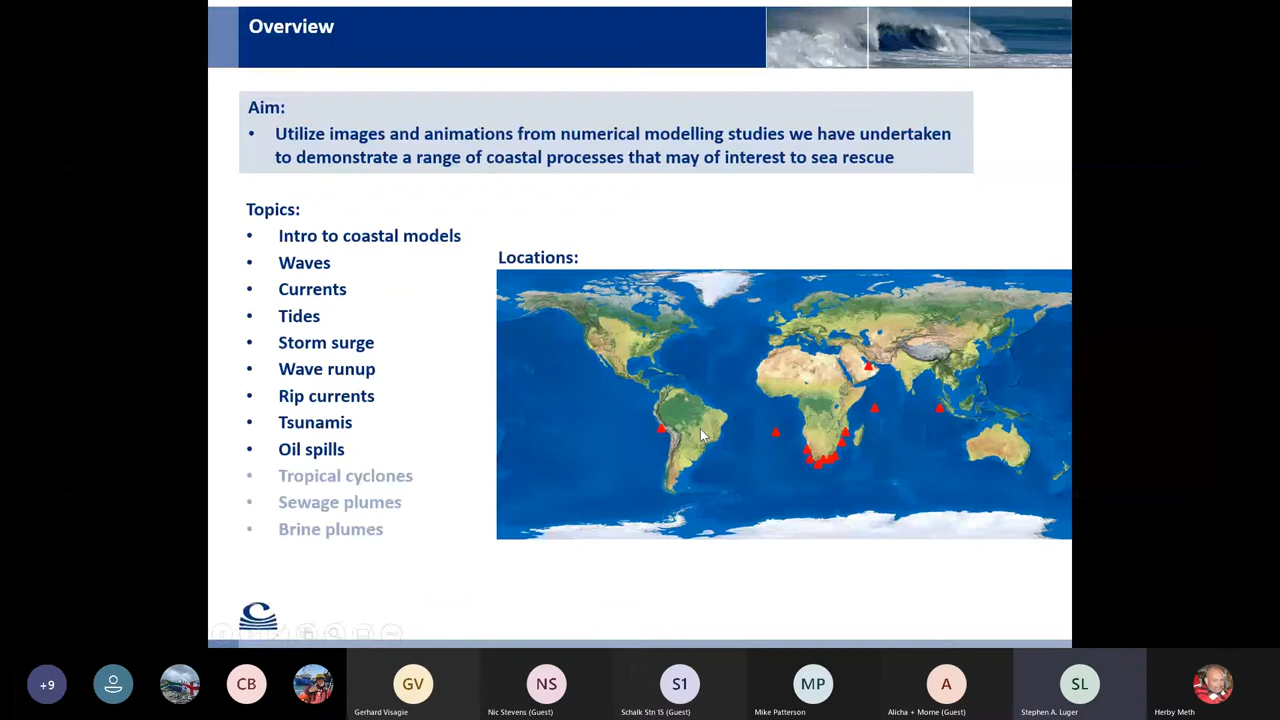 Overview
Aim:
• Utilize images and animations from numerical modelling studies we have undertaken
to demonstrate a range of coastal processes that may of interest to sea rescue
Topics:
• Intro to coastal models
• Waves
• Currents
• Tides
• Storm surge
• Wave runup
• Rip currents
• Tsunamis
• Oil spills
• Tropical cyclones
• Sewage plumes
• Brine plumes
Locations:
+9
CB
GV
NS
S1
MP
A
SL
Gerhard Visagie
Nic Stevens (Guest)
Schalk Stn 15 (Guest)
Mike Patterson
Alicha + Morne (Guest)
Stephen A. Luger
Herby Meth